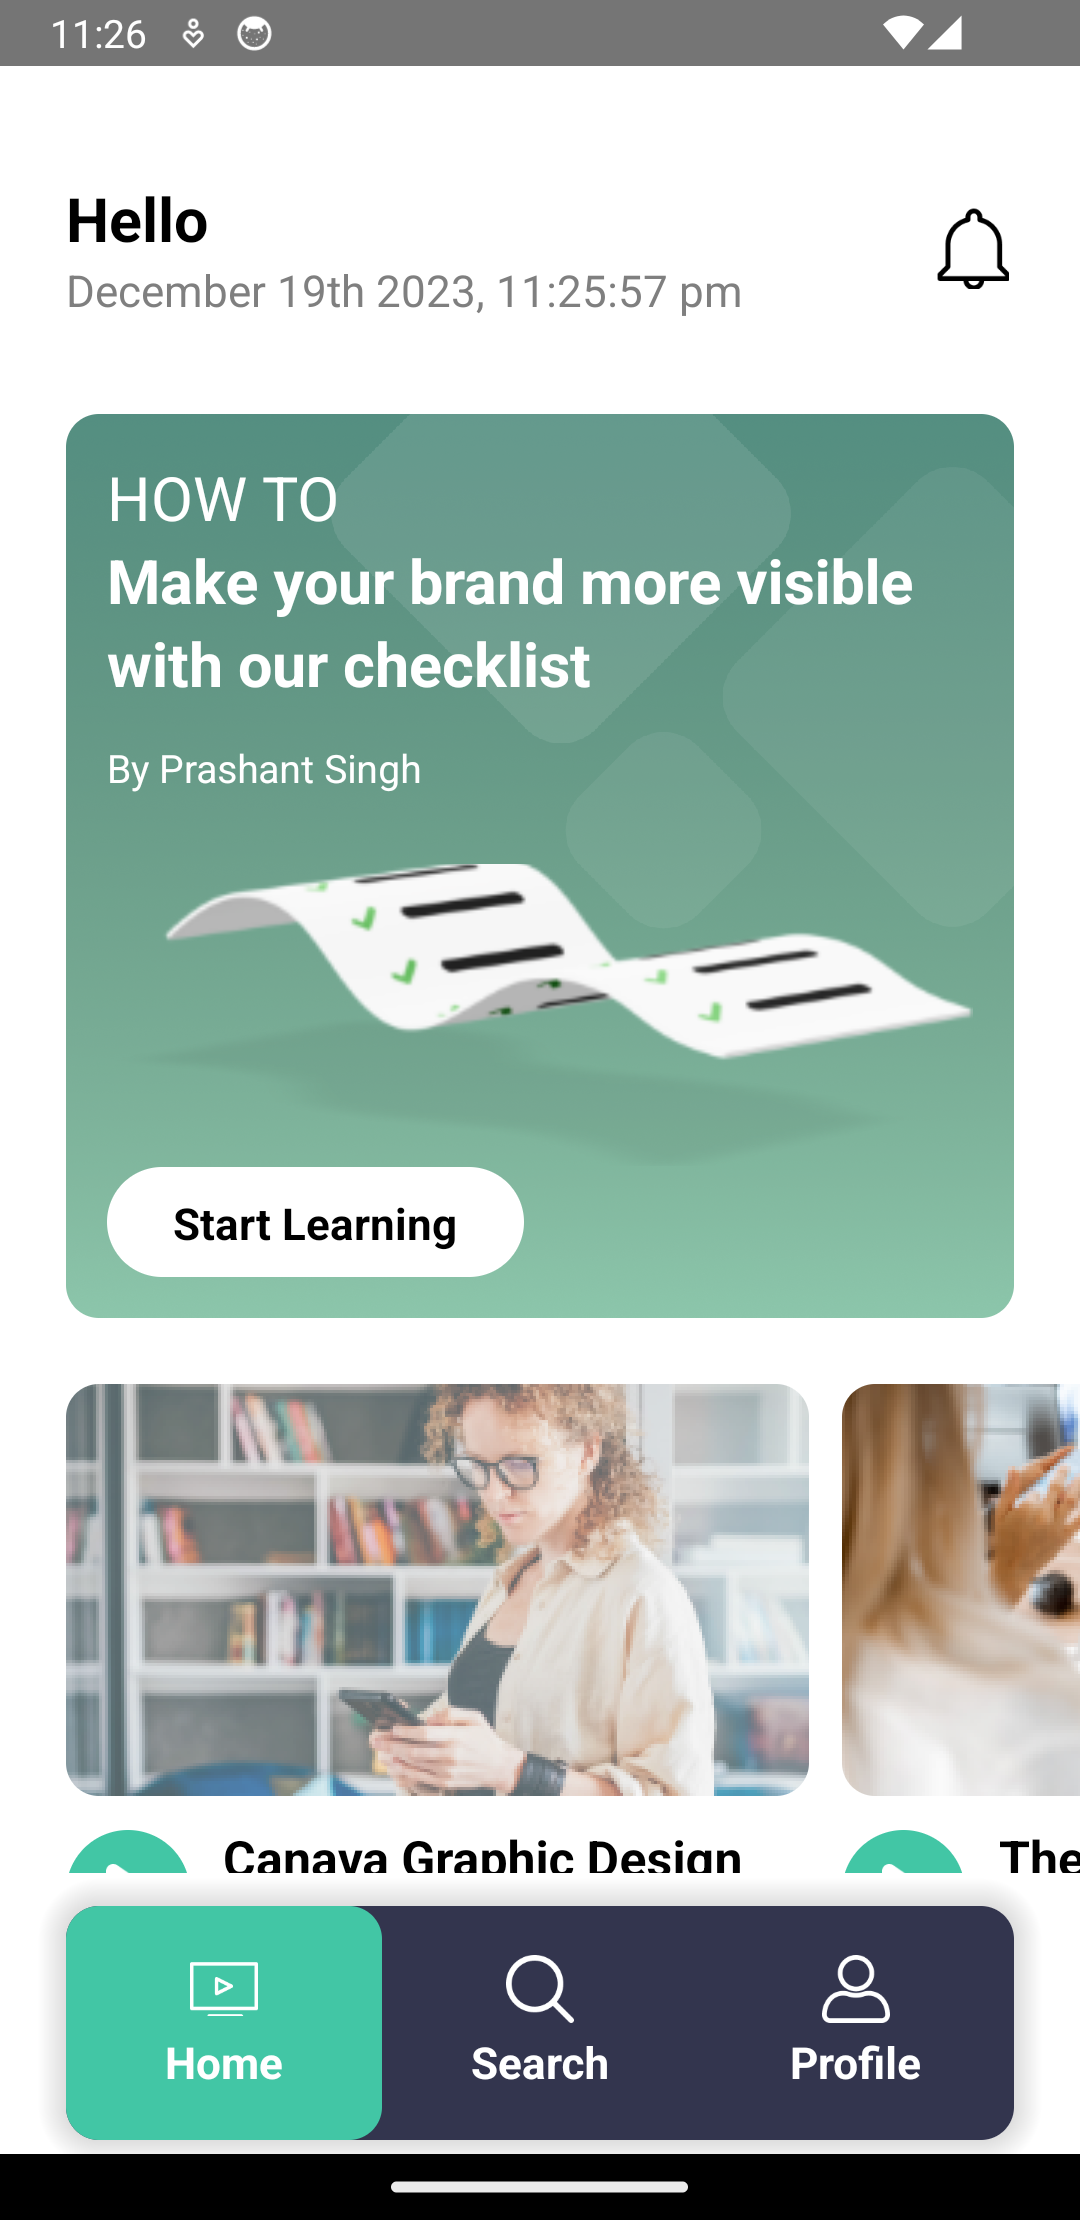 11:26
Hello
December 19th 2023, 11:25:57 pm
HOW TO
Make your brand more visible
with our checklist
By Prashant Singh
Start Learning
Canava Graphic Design
The
Home
Search
Profile